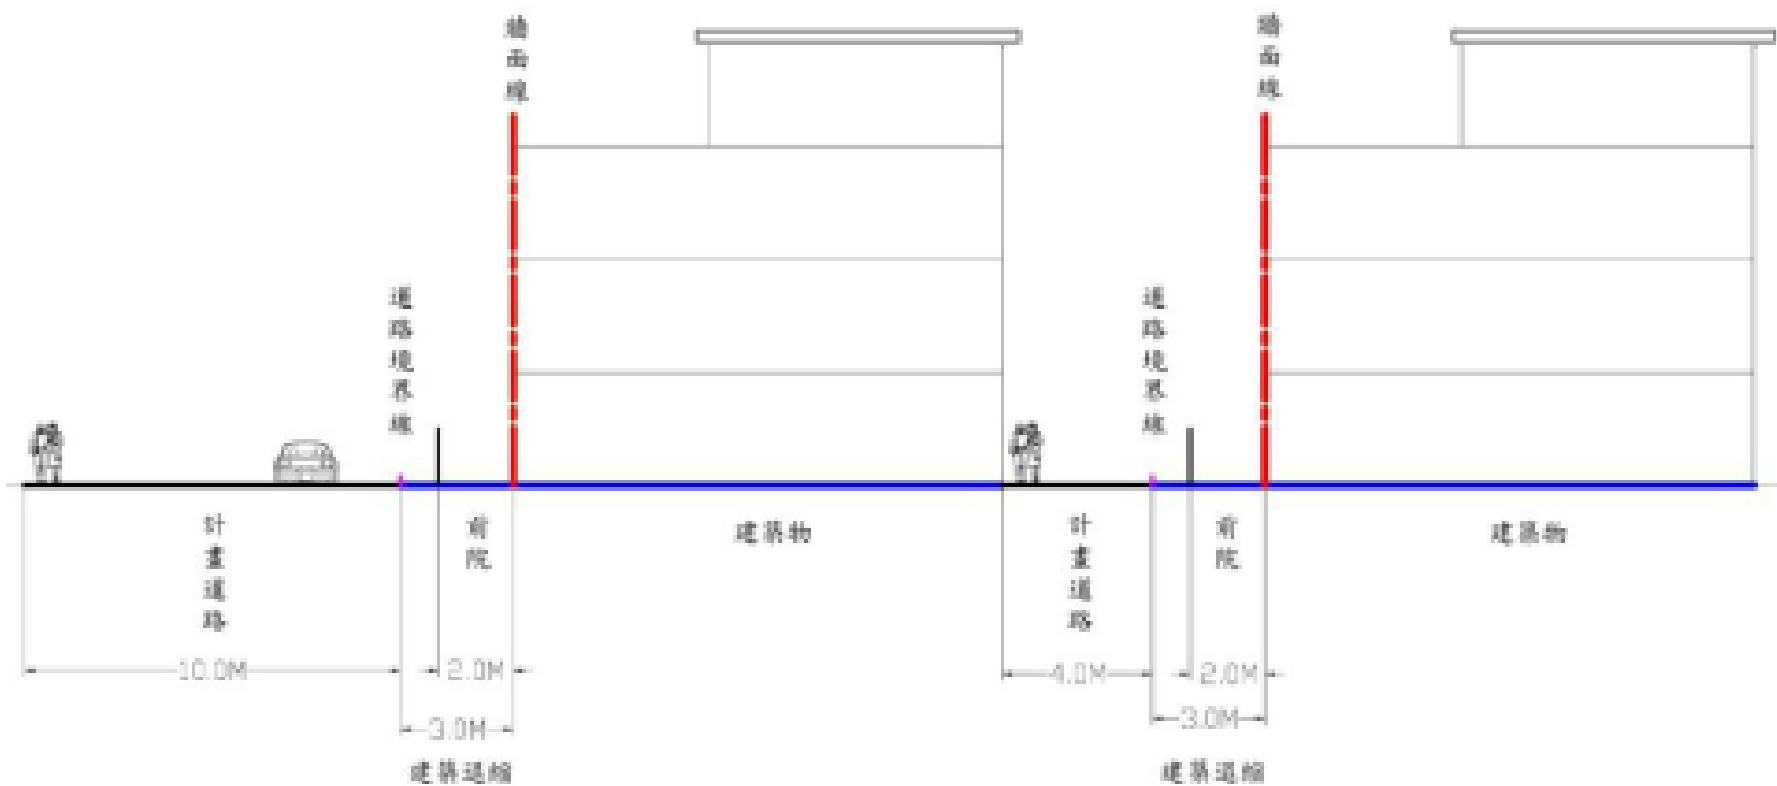 牆面線
牆面線
道路境界線
道路境界線
計畫道路
前院
建築物
計畫道路
前院
建築物
10.0M
2.0M
4.0M
2.0M
3.0M
3.0M
建築退縮
建築退縮